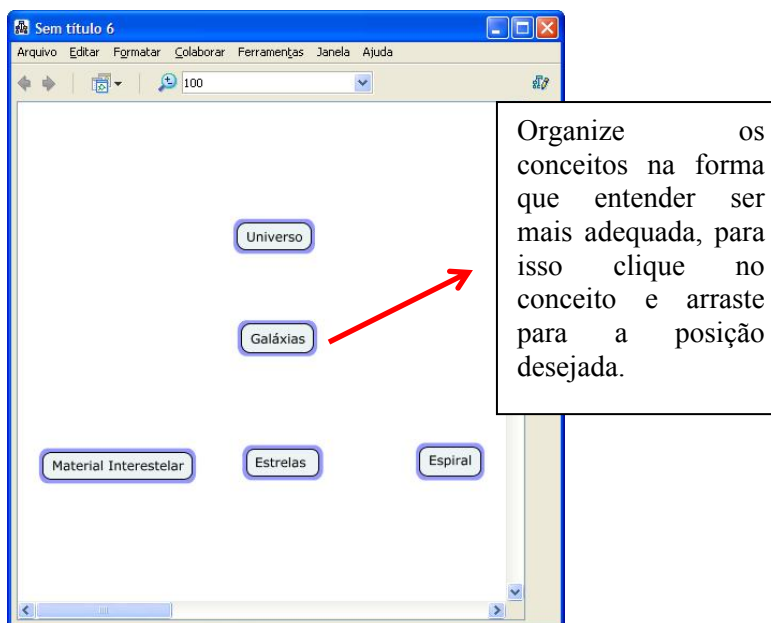 Sem título 6
Arquivo Editar Formatar Colaborar Ferramentas Janela Ajuda
100
Organize os
conceitos na forma
que entender ser
mais adequada, para
isso clique no
conceito e arraste
para a posição
desejada.
Universo
Galáxias
Material Interestelar
Estrelas
Espiral